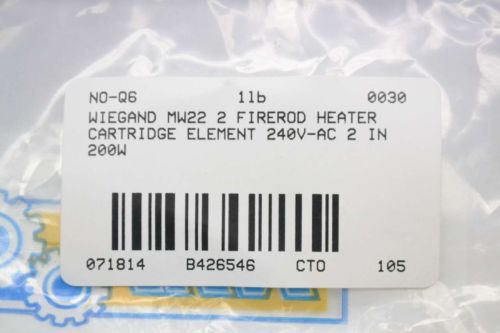 NO-Q6 1lb 0030
WIEGAND MW22 2 FIREROD HEATER
CARTRIDGE ELEMENT 240V-AC 2 IN
200W
071814 B426546 CTO 105